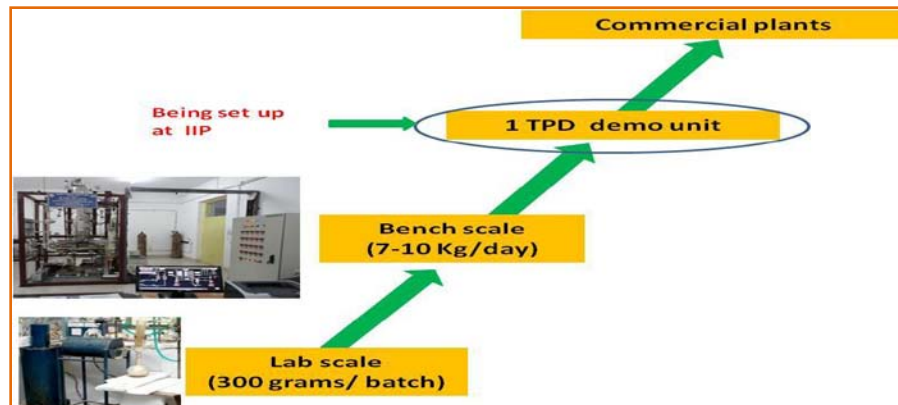 Commercial plants
Being set up
at IIP
1 TPD demo unit
Bench scale
(7-10 Kg/day)
Lab scale
(300 grams/ batch)